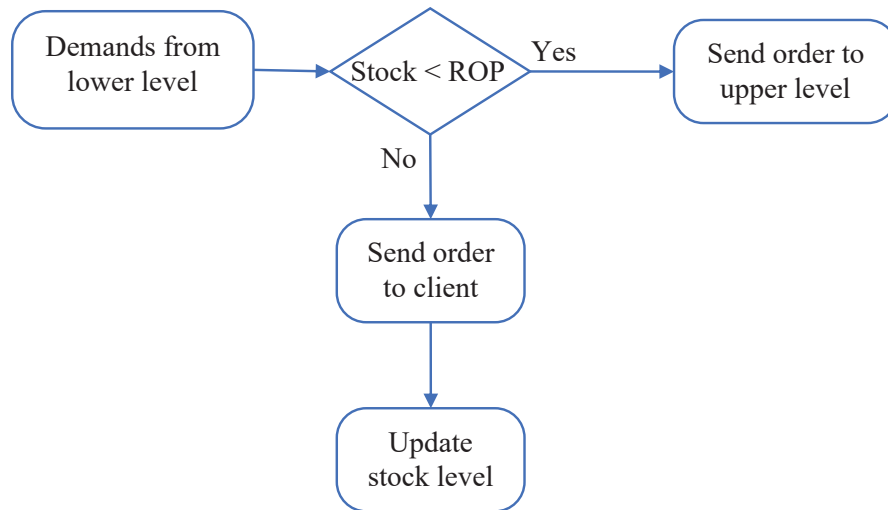 Demands from
lower level
Stock < ROP
Yes
Send order to
upper level
No
Send order
to client
Update
stock level